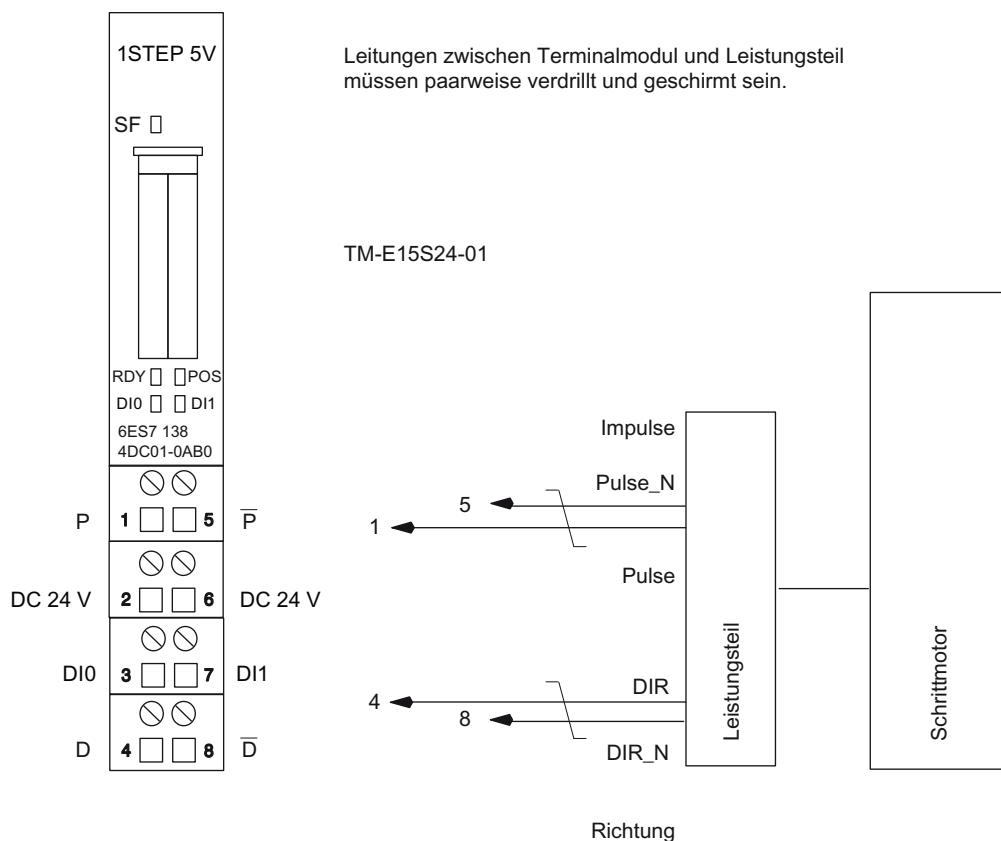 1STEP 5V
Leitungen zwischen Terminalmodul und Leistungsteil
müssen paarweise verdrillt und geschirmt sein.
SF
TM-E15S24-01
RDY POS
DI0 DI1
6ES7 138
4DC01-0AB0
P 1 5 P̅
DC 24 V 2 6 DC 24 V
DI0 3 7 DI1
D 4 8 D̅
Impulse
Pulse_N
5
1
Pulse
DIR
4
8
DIR_N
Richtung
Leistungsteil
Schrittmotor